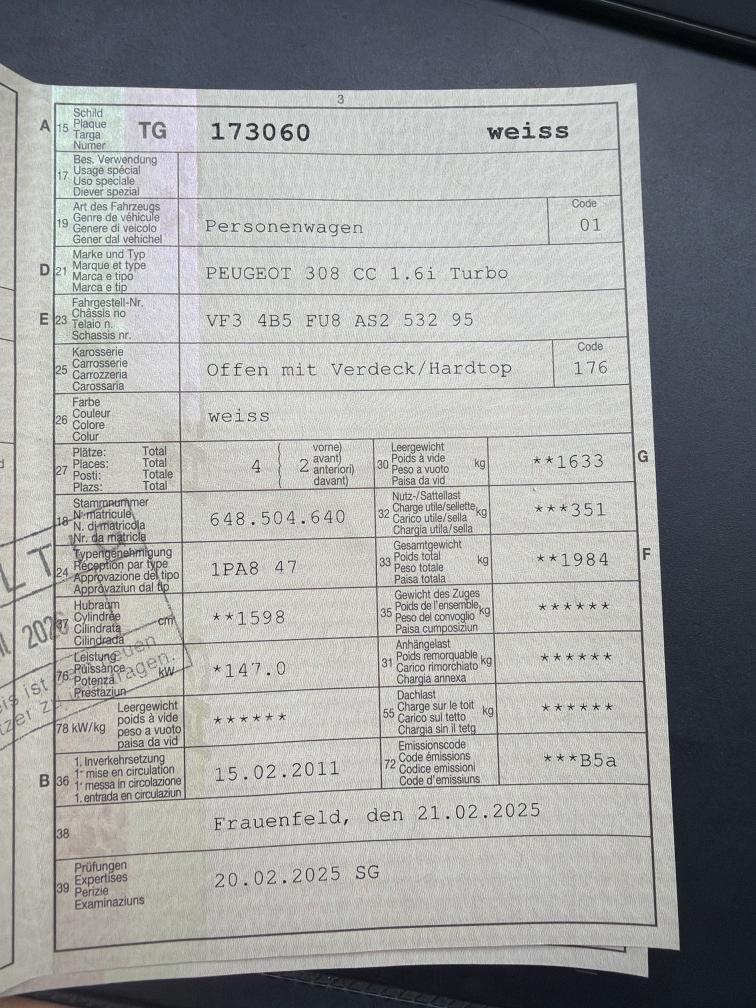 3
A 15 Schild
Plaque
Targa
Numer
TG 173060 weiss
17 Bes. Verwendung
Usage spécial
Uso speciale
Diever spezial
19 Art des Fahrzeugs
Genre de véhicule
Genere di veicolo
Gener dal vehichel
Personenwagen
Code
01
D 21 Marke und Typ
Marque et type
Marca e tipo
Marca e tip
PEUGEOT 308 CC 1.6i Turbo
E 23 Fahrgestell-Nr.
Châssis no
Telaio n.
Schassis nr.
VF3 4B5 FU8 AS2 532 95
25 Karosserie
Carrosserie
Carrozzeria
Carossaria
Offen mit Verdeck/Hardtop
Code
176
26 Farbe
Couleur
Colore
Colur
weiss
27 Plätze: Total
Places: Total
Posti: Totale
Plazs: Total
4 ( 2 vorne)
avant)
anteriori)
davant)
30 Leergewicht
Poids à vide
Peso a vuoto
Paisa da vid
kg
**1633
G
18 Stammnummer
N° matricule
N. di matricola
Nr. da matricla
648.504.640
32 Nutz-/Sattellast
Charge utile/sellette kg
Carico utile/sella
Chargia utila/sella
***351
24 Typengenehmigung
Réception par type
Approvazione del tipo
Approvaziun dal tip
1PA8 47
33 Gesamtgewicht
Poids total
Peso totale
Paisa totala
kg
**1984
F
37 Hubraum
Cylindrée
Cilindrata
Cilindrada
cm³
**1598
35 Gewicht des Zuges
Poids de l'ensemble kg
Peso del convoglio
Paisa cumposiziun
******
76 Leistung
Puissance
Potenza
Prestaziun
kW
*147.0
31 Anhängelast
Poids remorquable
Carico rimorchiato kg
Chargia annexa
******
78 kW/kg Leergewicht
poids à vide
peso a vuoto
paisa da vid
******
55 Dachlast
Charge sur le toit
Carico sul tetto
Chargia sin il tetg
kg
******
B 36 1. Inverkehrsetzung
1re mise en circulation
1a messa in circolazione
1. entrada en circulaziun
15.02.2011
72 Emissionscode
Code émissions
Codice emissioni
Code d'emissiuns
***B5a
38
Frauenfeld, den 21.02.2025
39 Prüfungen
Expertises
Perizie
Examinaziuns
20.02.2025 SG